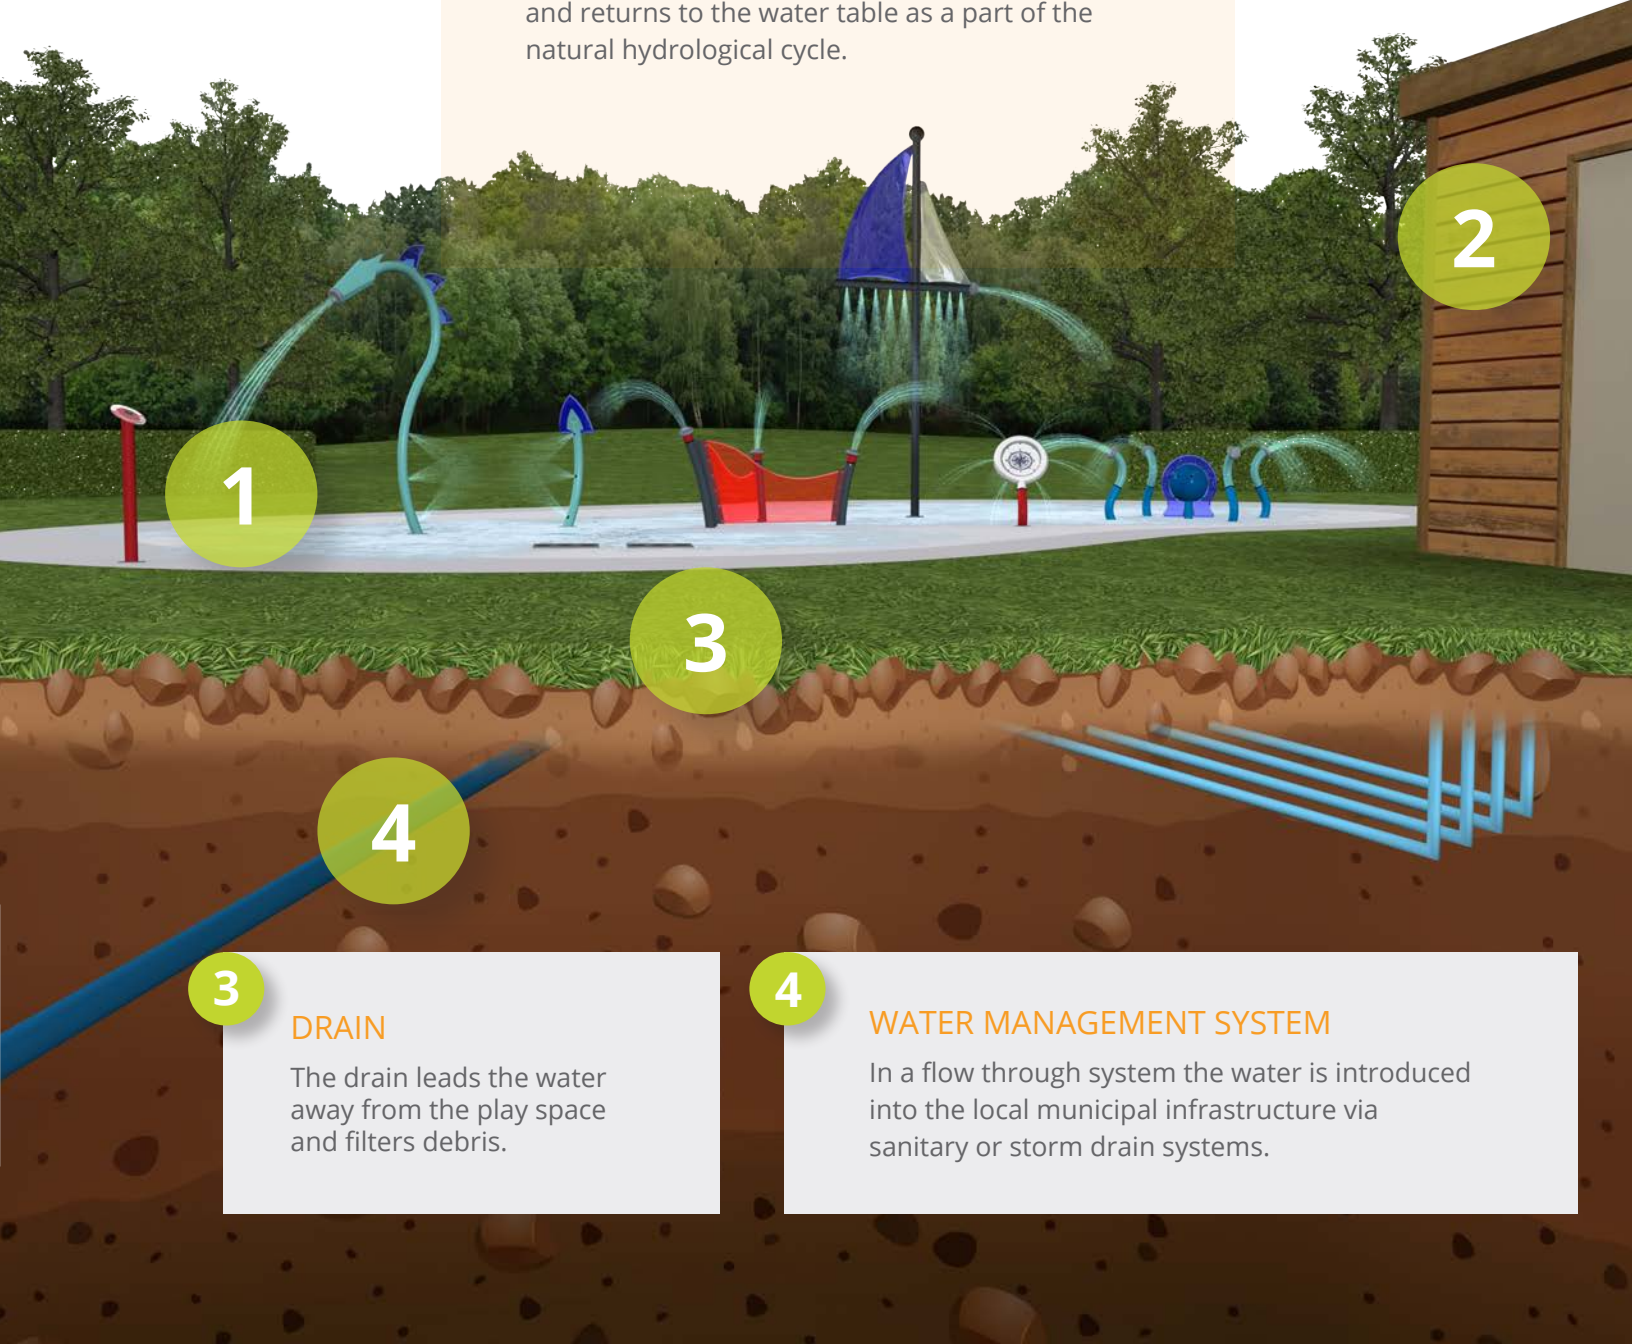 and returns to the water table as a part of the
natural hydrological cycle.
2
1
3
4
3
DRAIN
The drain leads the water
away from the play space
and filters debris.
4
WATER MANAGEMENT SYSTEM
In a flow through system the water is introduced
into the local municipal infrastructure via
sanitary or storm drain systems.